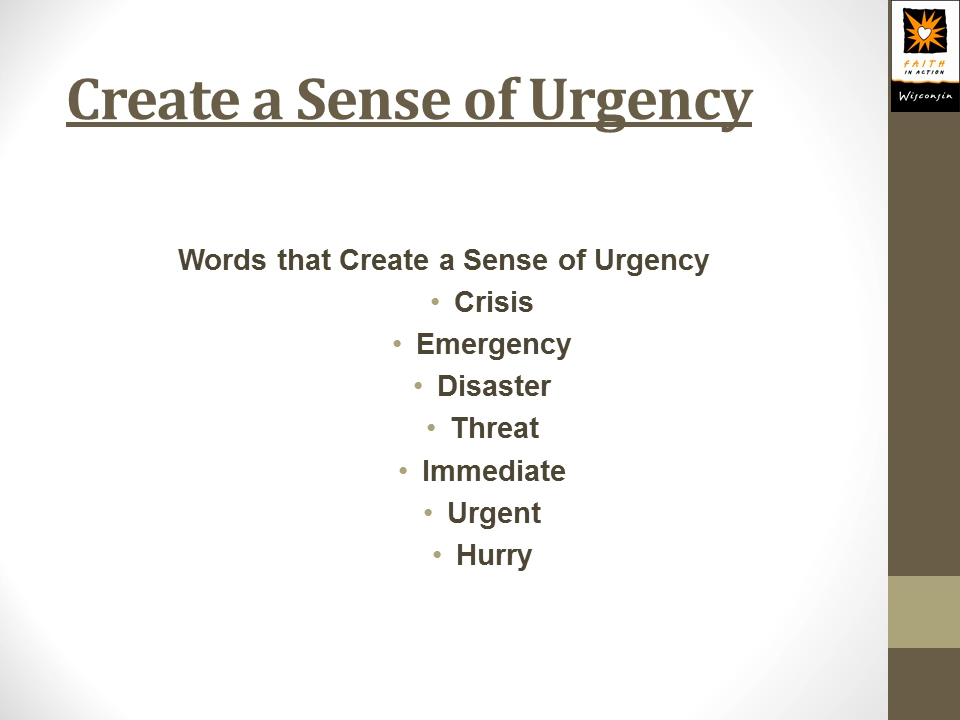 Create a Sense of Urgency
FAITH
IN ACTION
Wisconsin
Words that Create a Sense of Urgency
• Crisis
• Emergency
• Disaster
• Threat
• Immediate
• Urgent
• Hurry